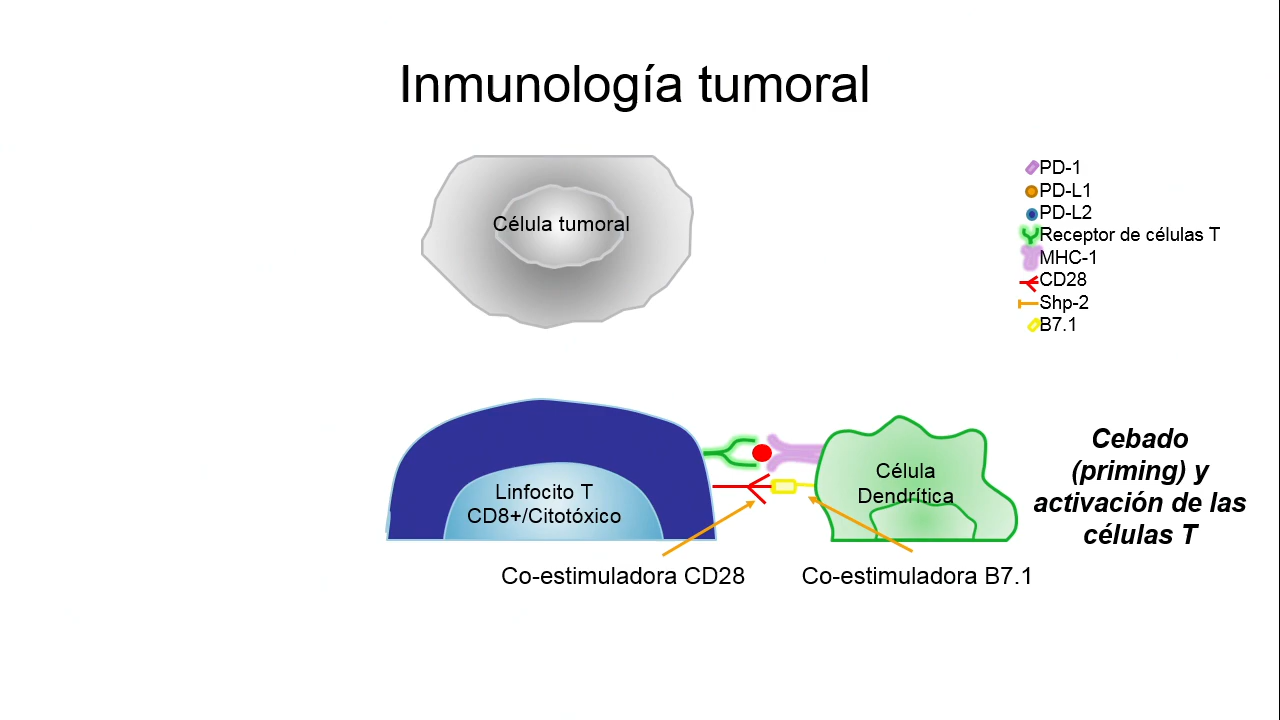 Inmunología tumoral
Célula tumoral
PD-1
PD-L1
PD-L2
Receptor de células T
MHC-1
CD28
Shp-2
B7.1
Linfocito T
CD8+/Citotóxico
Célula
Dendrítica
Cebado
(priming) y
activación de las
células T
Co-estimuladora CD28
Co-estimuladora B7.1